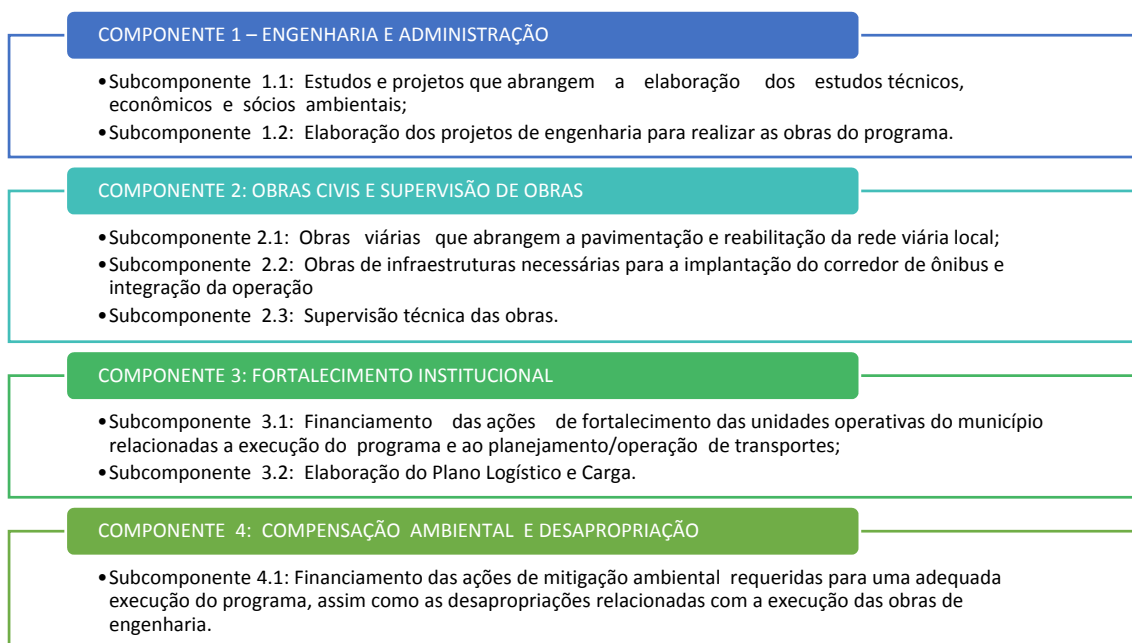 COMPONENTE 1 – ENGENHARIA E ADMINISTRAÇÃO
•Subcomponente 1.1: Estudos e projetos que abrangem a elaboração dos estudos técnicos,
econômicos e sócios ambientais;
•Subcomponente 1.2: Elaboração dos projetos de engenharia para realizar as obras do programa.
COMPONENTE 2: OBRAS CIVIS E SUPERVISÃO DE OBRAS
•Subcomponente 2.1: Obras viárias que abrangem a pavimentação e reabilitação da rede viária local;
•Subcomponente 2.2: Obras de infraestruturas necessárias para a implantação do corredor de ônibus e
integração da operação
•Subcomponente 2.3: Supervisão técnica das obras.
COMPONENTE 3: FORTALECIMENTO INSTITUCIONAL
•Subcomponente 3.1: Financiamento das ações de fortalecimento das unidades operativas do município
relacionadas a execução do programa e ao planejamento/operação de transportes;
•Subcomponente 3.2: Elaboração do Plano Logístico e Carga.
COMPONENTE 4: COMPENSAÇÃO AMBIENTAL E DESAPROPRIAÇÃO
•Subcomponente 4.1: Financiamento das ações de mitigação ambiental requeridas para uma adequada
execução do programa, assim como as desapropriações relacionadas com a execução das obras de
engenharia.